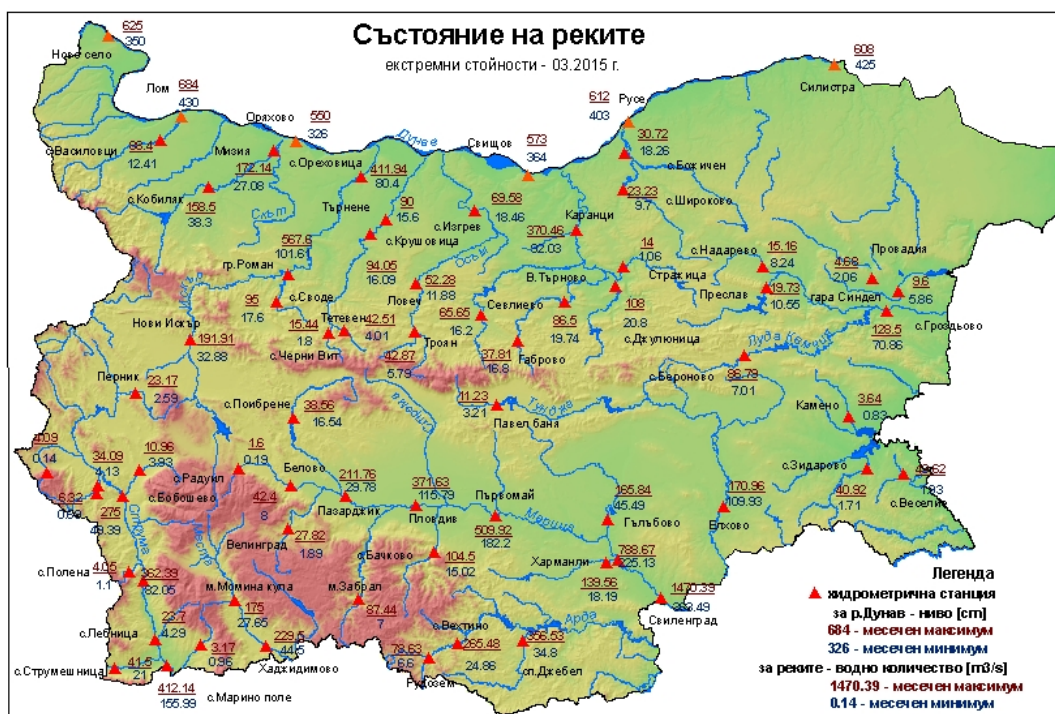 Състояние на реките
екстремни стойности - 03.2015 г.
625
350
Ново село
608
425
Силистра
Лом
684
430
Оряхово
550
326
Дунав
Свищов
573
364
612
Русе
403
с.Василовци
88.4
12.41
Мизия
172.14
27.08
с.Ореховица
411.94
80.4
30.72
18.26
с.Божичен
с.Кобиляк
158.5
38.3
Скът
Търнене
90
15.6
с.Крушовица
69.58
18.46
с.Изгрев
Осъм
Каранци
370.46
92.03
23.23
9.7
с.Широково
567.6
101.61
гр.Роман
94.05
16.09
Ловеч
52.28
11.88
В.Търново
14
1.06
Стражица
с.Надарево
15.16
8.24
Провадия
4.68
2.06
гара Синдел
9.6
5.86
Преслав
19.73
10.55
128.5
70.86
с.Гроздьово
95
17.6
с.Своде
Севлиево
65.65
16.2
86.5
19.74
108
20.8
с.Джулюница
Нови Искър
191.91
32.88
15.44
1.8
с.Черни Вит
Тетевен
42.51
4.01
Троян
42.87
5.79
37.81
16.8
Габрово
Луда Камчия
с.Бероново
86.79
7.01
Перник
23.17
2.59
с.Поибрене
38.56
16.54
11.23
3.21
Павел баня
Тунджа
Камено
3.64
0.83
4.09
0.14
34.09
4.13
10.96
3.93
с.Радуил
1.6
0.19
Белово
211.76
29.78
371.63
115.79
Първомай
165.84
45.49
170.96
109.93
с.Зидарово
40.92
1.71
с.Веселие
6.32
275
48.39
с.Бобошево
42.4
8
Пазарджик
Пловдив
509.92
182.2
Марица
Гълъбово
Елхово
Струма
Места
Велинград
27.82
1.89
с.Бачково
104.5
15.02
Харманли
788.67
225.13
139.56
18.19
1470.39
Свиленград
с.Полена
4.05
1.1
362.39
82.05
м.Момина кула
175
27.65
м.Забрал
87.44
7
Арда
с.Лебница
23.7
4.29
3.17
0.96
229.5
44.5
Хаджидимово
с.Вехтино
265.48
24.86
356.53
34.8
сп.Джебел
78.63
6.6
Рудозем
с.Струмешница
41.5
21
412.14
155.99
с.Марино поле
Легенда
хидрометрична станция
за р.Дунав - ниво [cm]
684 - месечен максимум
326 - месечен минимум
за реките - водно количество [m3/s]
1470.39 - месечен максимум
0.14 - месечен минимум